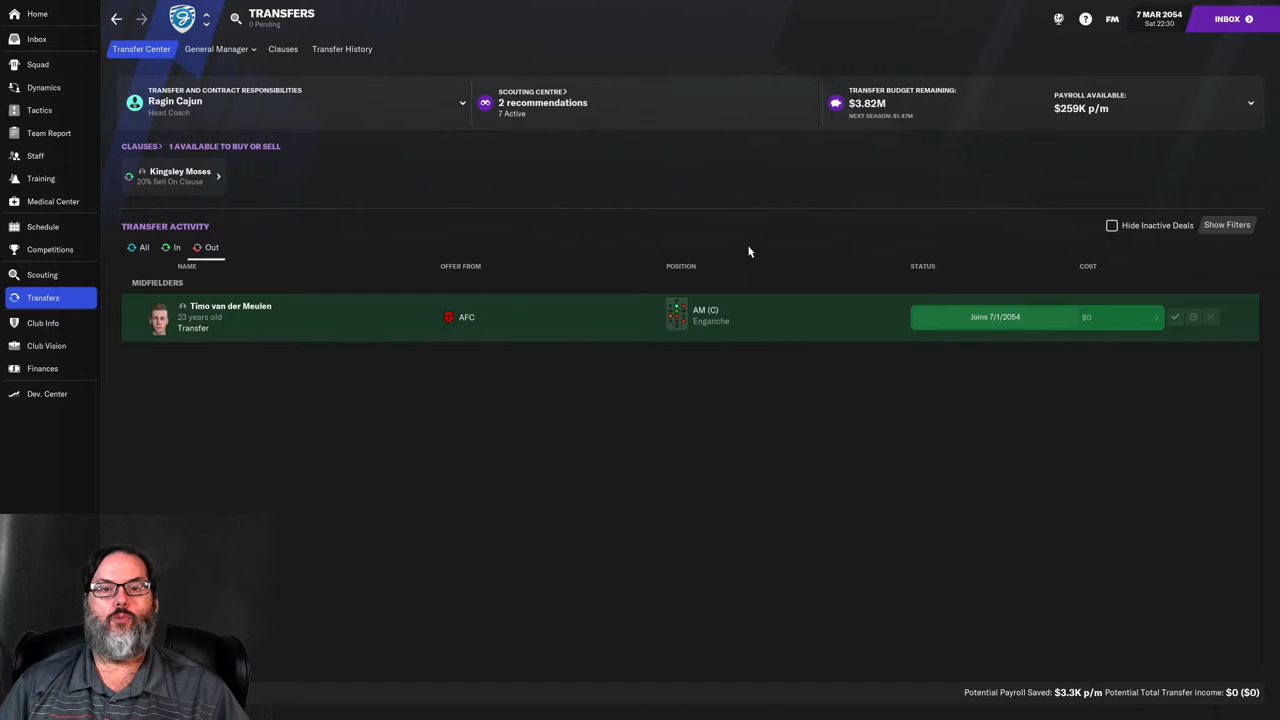 Home
Inbox
Squad
Dynamics
Tactics
Team Report
Staff
Training
Medical Center
Schedule
Competitions
Scouting
Transfers
Club Info
Club Vision
Finances
Dev. Center
TRANSFERS
0 Pending
FM
7 MAR 2054
Sat 22:30
INBOX
Transfer Center
General Manager
Clauses
Transfer History
TRANSFER AND CONTRACT RESPONSIBILITIES
Ragin Cajun
Head Coach
SCOUTING CENTRE>
2 recommendations
7 Active
TRANSFER BUDGET REMAINING:
$3.82M
NEXT SEASON: $1.47M
PAYROLL AVAILABLE:
$259K p/m
CLAUSES> 1 AVAILABLE TO BUY OR SELL
Kingsley Moses
20% Sell On Clause
TRANSFER ACTIVITY
Hide Inactive Deals
Show Filters
All In Out
NAME OFFER FROM POSITION STATUS COST
MIDFIELDERS
Timo van der Meulen
23 years old
Transfer
AFC
AM (C)
Enganche
Joins 7/1/2054 $0
Potential Payroll Saved: $3.3K p/m Potential Total Transfer income: $0 ($0)